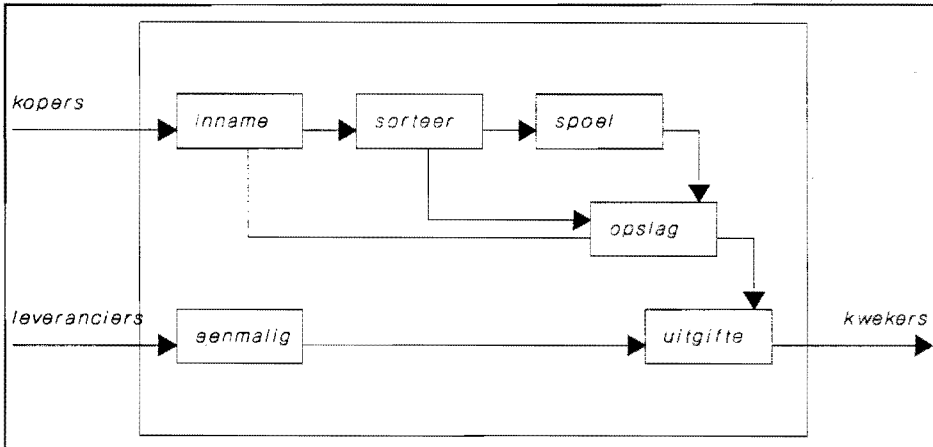 kopers
inname
sorteer
spoel
opslag
leveranciers
eenmalig
uitgifte
kwekers